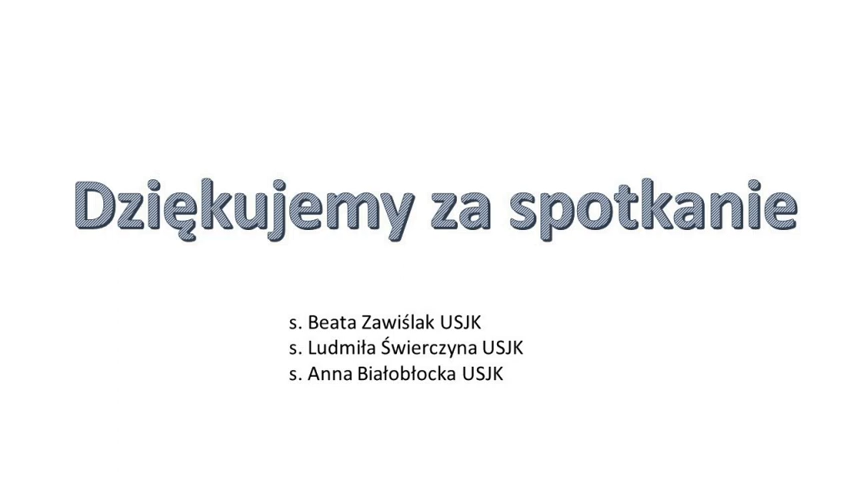 Dziękujemy za spotkanie
s. Beata Zawiślak USJK
s. Ludmiła Świerczyna USJK
s. Anna Białobłocka USJK